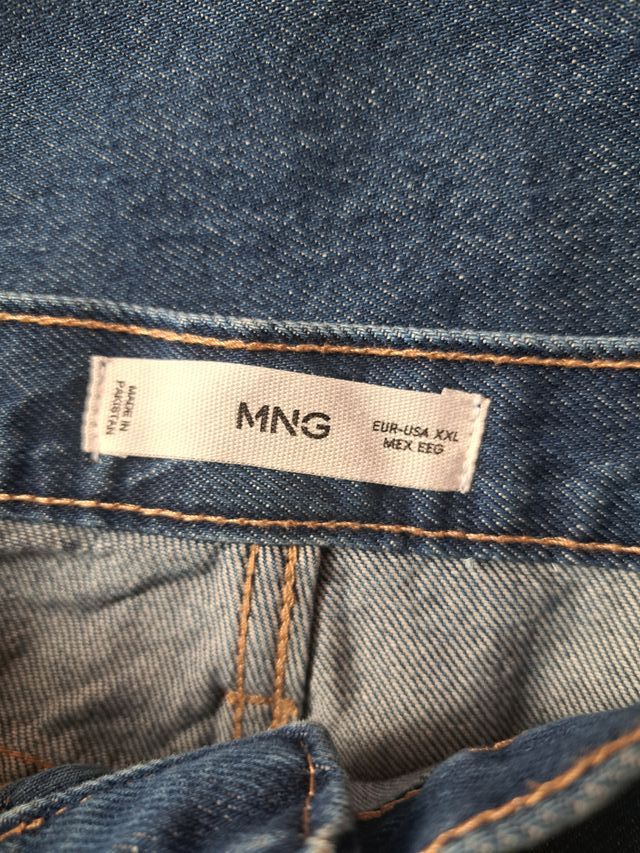 MADE IN
PAKISTAN
MNG
EUR-USA XXL
MEX EEG